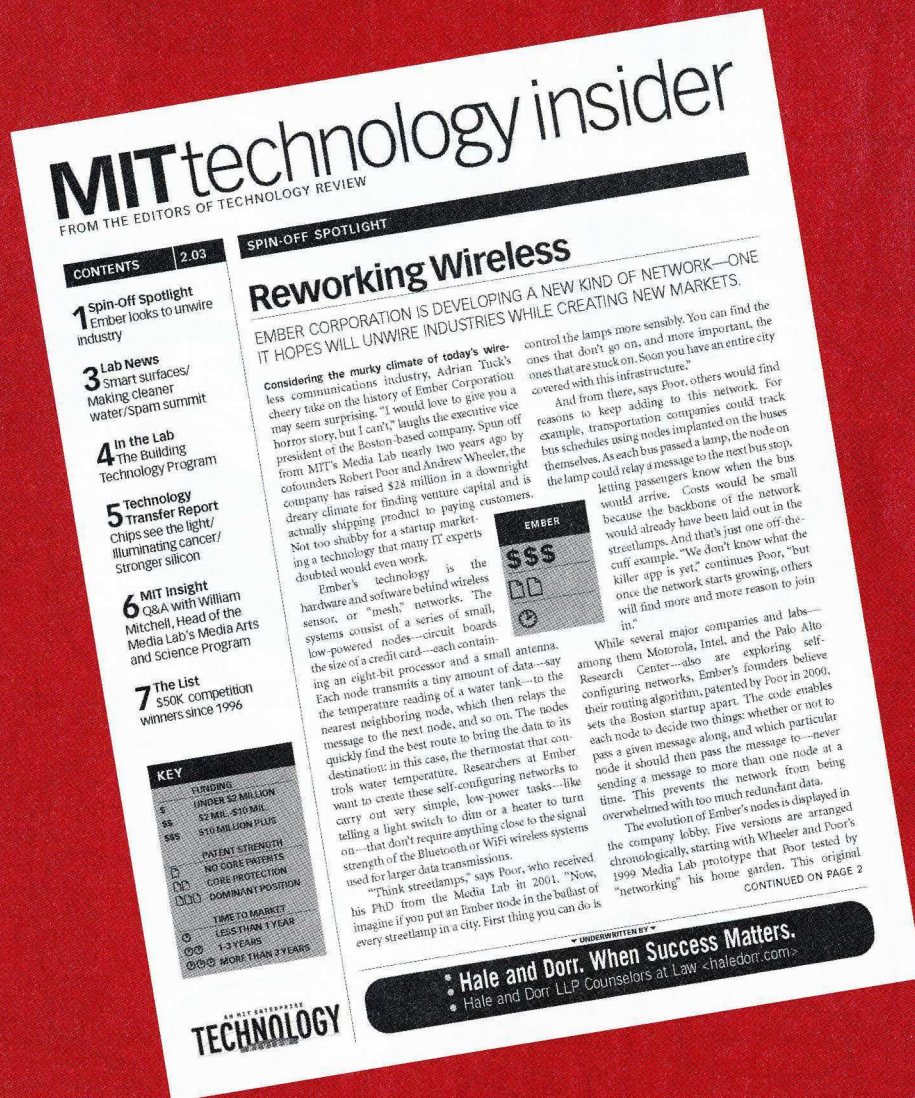 MIT technology insider
FROM THE EDITORS OF TECHNOLOGY REVIEW
CONTENTS 2.03
1 Spin-Off Spotlight
Ember looks to unwire
industry
3 Lab News
Smart surfaces/
Making cleaner
water/Spam summit
4 In the Lab
The Building
Technology Program
5 Technology
Transfer Report
Chips see the light/
Illuminating cancer/
Stronger silicon
6 MIT Insight
Q&A with William
Mitchell, Head of the
Media Lab's Media Arts
and Science Program
7 The List
$50K competition
winners since 1996
KEY
FUNDING
$ UNDER $2 MILLION
$$ $2 MIL.-$10 MIL.
$$$ $10 MILLION PLUS
PATENT STRENGTH
NO CORE PATENTS
CORE PROTECTION
DOMINANT POSITION
TIME TO MARKET
LESS THAN 1 YEAR
1-3 YEARS
MORE THAN 3 YEARS
AN MIT ENTERPRISE
TECHNOLOGY
SPIN-OFF SPOTLIGHT
Reworking Wireless
EMBER CORPORATION IS DEVELOPING A NEW KIND OF NETWORK—ONE
IT HOPES WILL UNWIRE INDUSTRIES WHILE CREATING NEW MARKETS.
Considering the murky climate of today's wire-
less communications industry, Adrian Tuck's
cheery take on the history of Ember Corporation
may seem surprising. "I would love to give you a
horror story, but I can't," laughs the executive vice
president of the Boston-based company. Spun off
from MIT's Media Lab nearly two years ago by
cofounders Robert Poor and Andrew Wheeler, the
company has raised $28 million in a downright
dreary climate for finding venture capital and is
actually shipping product to paying customers.
Not too shabby for a startup market-
ing a technology that many IT experts
doubted would even work.
Ember's technology is the
hardware and software behind wireless
sensor, or "mesh," networks. The
systems consist of a series of small,
low-powered nodes—circuit boards
the size of a credit card—each contain-
ing an eight-bit processor and a small antenna.
Each node transmits a tiny amount of data—say
the temperature reading of a water tank—to the
nearest neighboring node, which then relays the
message to the next node, and so on. The nodes
quickly find the best route to bring the data to its
destination: in this case, the thermostat that con-
trols water temperature. Researchers at Ember
want to create these self-configuring networks to
carry out very simple, low-power tasks—like
telling a light switch to dim or a heater to turn
on—that don't require anything close to the signal
strength of the Bluetooth or WiFi wireless systems
used for larger data transmissions.
"Think streetlamps," says Poor, who received
his PhD from the Media Lab in 2001. "Now,
imagine if you put an Ember node in the ballast of
every streetlamp in a city. First thing you can do is
control the lamps more sensibly. You can find the
ones that don't go on, and more important, the
ones that are stuck on. Soon you have an entire city
covered with this infrastructure."
And from there, says Poor, others would find
reasons to keep adding to this network. For
example, transportation companies could track
bus schedules using nodes implanted on the buses
themselves. As each bus passed a lamp, the node on
the lamp could relay a message to the next bus stop,
letting passengers know when the bus
would arrive. Costs would be small
because the backbone of the network
would already have been laid out in the
streetlamps. And that's just one off-the-
cuff example. "We don't know what the
killer app is yet," continues Poor, "but
once the network starts growing, others
will find more and more reason to join
in."
EMBER
$$$
While several major companies and labs—
among them Motorola, Intel, and the Palo Alto
Research Center—also are exploring self-
configuring networks, Ember's founders believe
their routing algorithm, patented by Poor in 2000,
sets the Boston startup apart. The code enables
each node to decide two things: whether or not to
pass a given message along, and which particular
node it should then pass the message to—never
sending a message to more than one node at a
time. This prevents the network from being
overwhelmed with too much redundant data.
The evolution of Ember's nodes is displayed in
the company lobby. Five versions are arranged
chronologically, starting with Wheeler and Poor's
1999 Media Lab prototype that Poor tested by
"networking" his home garden. This original
CONTINUED ON PAGE 2
UNDERWRITTEN BY
Hale and Dorr. When Success Matters.
Hale and Dorr LLP Counselors at Law <haledorr.com>